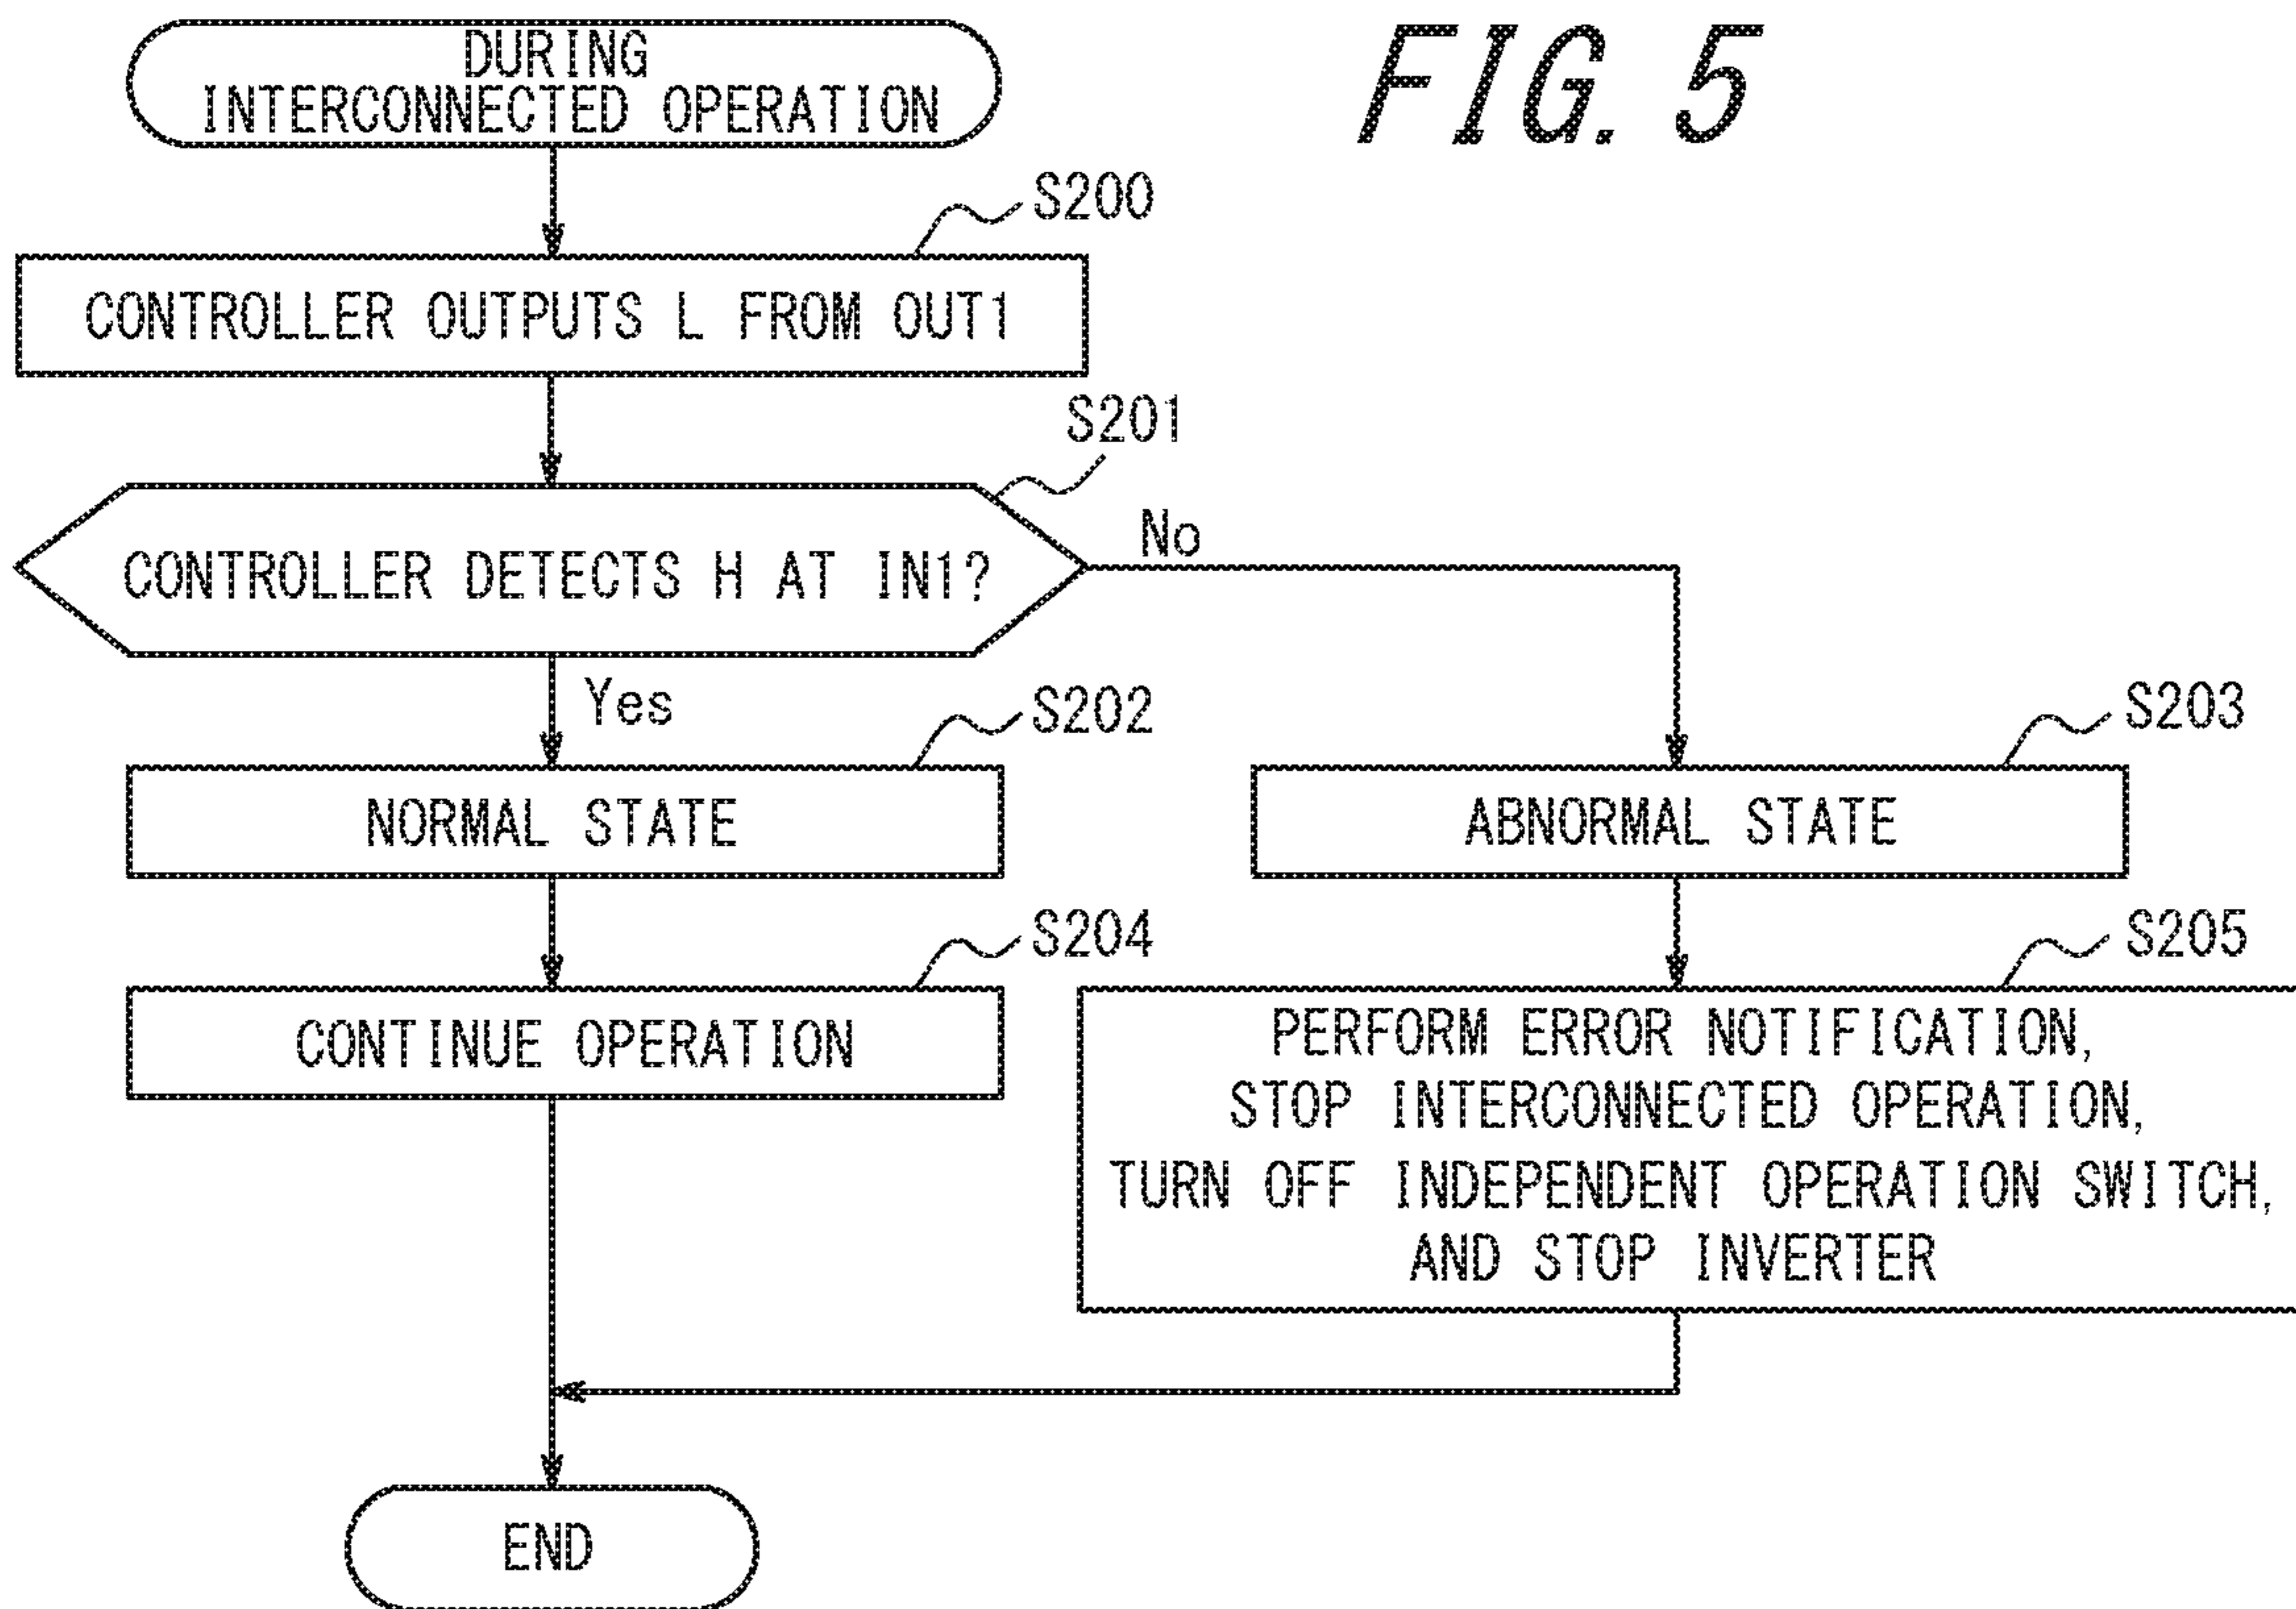 FIG. 5
DURING
INTERCONNECTED OPERATION
S200
CONTROLLER OUTPUTS L FROM OUT1
S201
CONTROLLER DETECTS H AT IN1?
No
Yes
S202
NORMAL STATE
S203
ABNORMAL STATE
S204
CONTINUE OPERATION
S205
PERFORM ERROR NOTIFICATION,
STOP INTERCONNECTED OPERATION,
TURN OFF INDEPENDENT OPERATION SWITCH,
AND STOP INVERTER
END